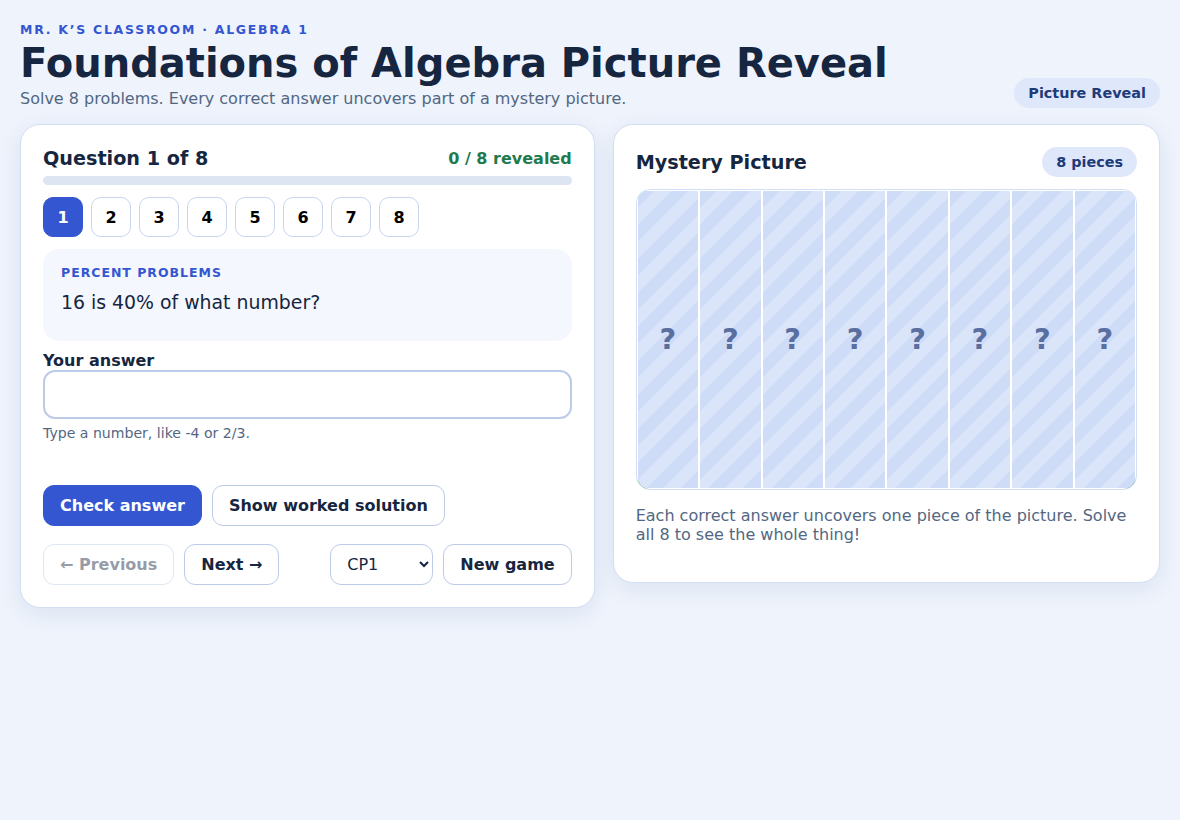 MR. K’S CLASSROOM · ALGEBRA 1
Foundations of Algebra Picture Reveal
Solve 8 problems. Every correct answer uncovers part of a mystery picture.
Picture Reveal
Question 1 of 8
0 / 8 revealed
1 2 3 4 5 6 7 8
PERCENT PROBLEMS
16 is 40% of what number?
Your answer
Type a number, like -4 or 2/3.
Check answer
Show worked solution
← Previous
Next →
CP1
New game
Mystery Picture
8 pieces
? ? ? ? ? ? ? ?
Each correct answer uncovers one piece of the picture. Solve
all 8 to see the whole thing!